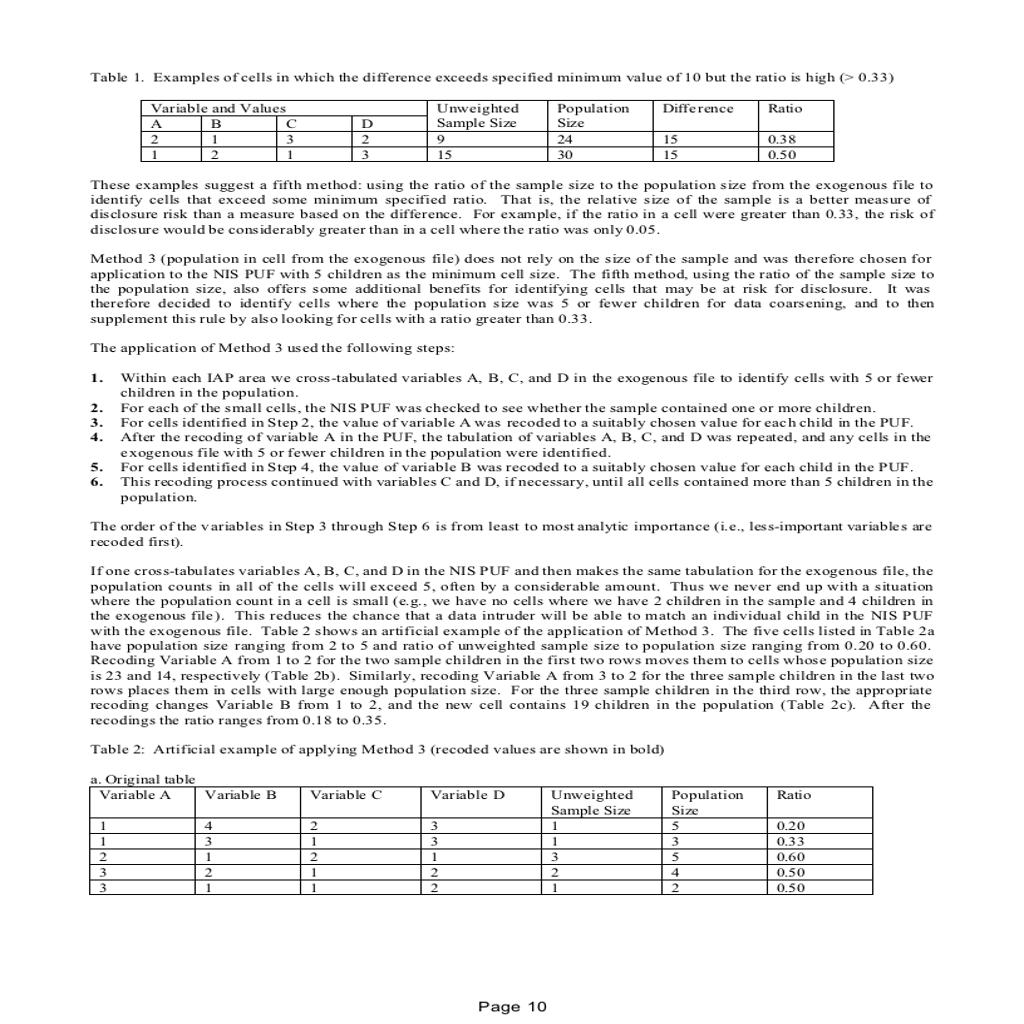 Table 1. Examples of cells in which the difference exceeds specified minimum value of 10 but the ratio is high (> 0.33)
Variable and Values Unweighted Sample Size Population Size Difference Ratio
A B C D
2 1 3 2 9 24 15 0.38
1 2 1 3 15 30 15 0.50
These examples suggest a fifth method: using the ratio of the sample size to the population size from the exogenous file to
identify cells that exceed some minimum specified ratio. That is, the relative size of the sample is a better measure of
disclosure risk than a measure based on the difference. For example, if the ratio in a cell were greater than 0.33, the risk of
disclosure would be considerably greater than in a cell where the ratio was only 0.05.
Method 3 (population in cell from the exogenous file) does not rely on the size of the sample and was therefore chosen for
application to the NIS PUF with 5 children as the minimum cell size. The fifth method, using the ratio of the sample size to
the population size, also offers some additional benefits for identifying cells that may be at risk for disclosure. It was
therefore decided to identify cells where the population size was 5 or fewer children for data coarsening, and to then
supplement this rule by also looking for cells with a ratio greater than 0.33.
The application of Method 3 used the following steps:
1. Within each IAP area we cross-tabulated variables A, B, C, and D in the exogenous file to identify cells with 5 or fewer
children in the population.
2. For each of the small cells, the NIS PUF was checked to see whether the sample contained one or more children.
3. For cells identified in Step 2, the value of variable A was recoded to a suitably chosen value for each child in the PUF.
4. After the recoding of variable A in the PUF, the tabulation of variables A, B, C, and D was repeated, and any cells in the
exogenous file with 5 or fewer children in the population were identified.
5. For cells identified in Step 4, the value of variable B was recoded to a suitably chosen value for each child in the PUF.
6. This recoding process continued with variables C and D, if necessary, until all cells contained more than 5 children in the
population.
The order of the variables in Step 3 through Step 6 is from least to most analytic importance (i.e., less-important variables are
recoded first).
If one cross-tabulates variables A, B, C, and D in the NIS PUF and then makes the same tabulation for the exogenous file, the
population counts in all of the cells will exceed 5, often by a considerable amount. Thus we never end up with a situation
where the population count in a cell is small (e.g., we have no cells where we have 2 children in the sample and 4 children in
the exogenous file). This reduces the chance that a data intruder will be able to match an individual child in the NIS PUF
with the exogenous file. Table 2 shows an artificial example of the application of Method 3. The five cells listed in Table 2a
have population size ranging from 2 to 5 and ratio of unweighted sample size to population size ranging from 0.20 to 0.60.
Recoding Variable A from 1 to 2 for the two sample children in the first two rows moves them to cells whose population size
is 23 and 14, respectively (Table 2b). Similarly, recoding Variable A from 3 to 2 for the three sample children in the last two
rows places them in cells with large enough population size. For the three sample children in the third row, the appropriate
recoding changes Variable B from 1 to 2, and the new cell contains 19 children in the population (Table 2c). After the
recodings the ratio ranges from 0.18 to 0.35.
Table 2: Artificial example of applying Method 3 (recoded values are shown in bold)
a. Original table
Variable A Variable B Variable C Variable D Unweighted Sample Size Population Size Ratio
1 4 2 3 1 5 0.20
1 3 1 3 1 3 0.33
2 1 2 1 3 5 0.60
3 2 1 2 2 4 0.50
3 1 1 2 1 2 0.50
Page 10